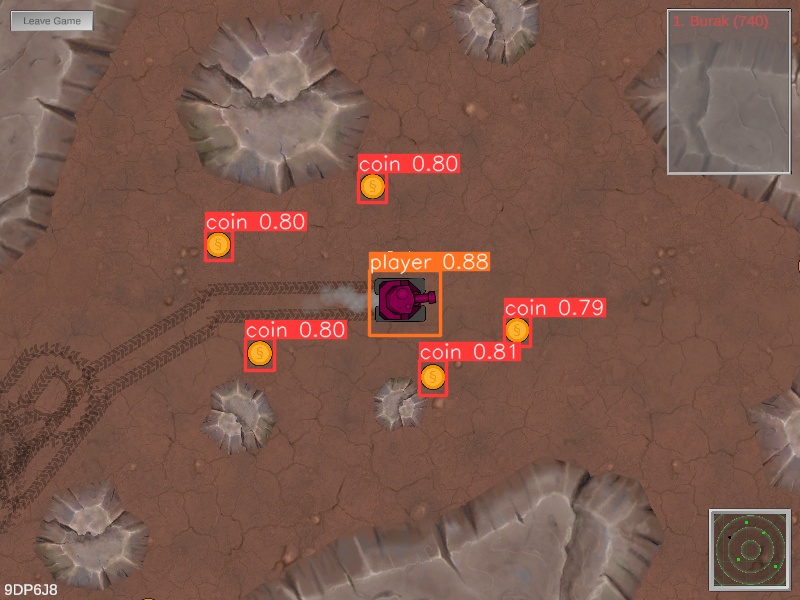 Leave Game
1. Burak (740)
coin 0.80
coin 0.80
player 0.88
coin 0.79
coin 0.80
coin 0.81
9DP6J8